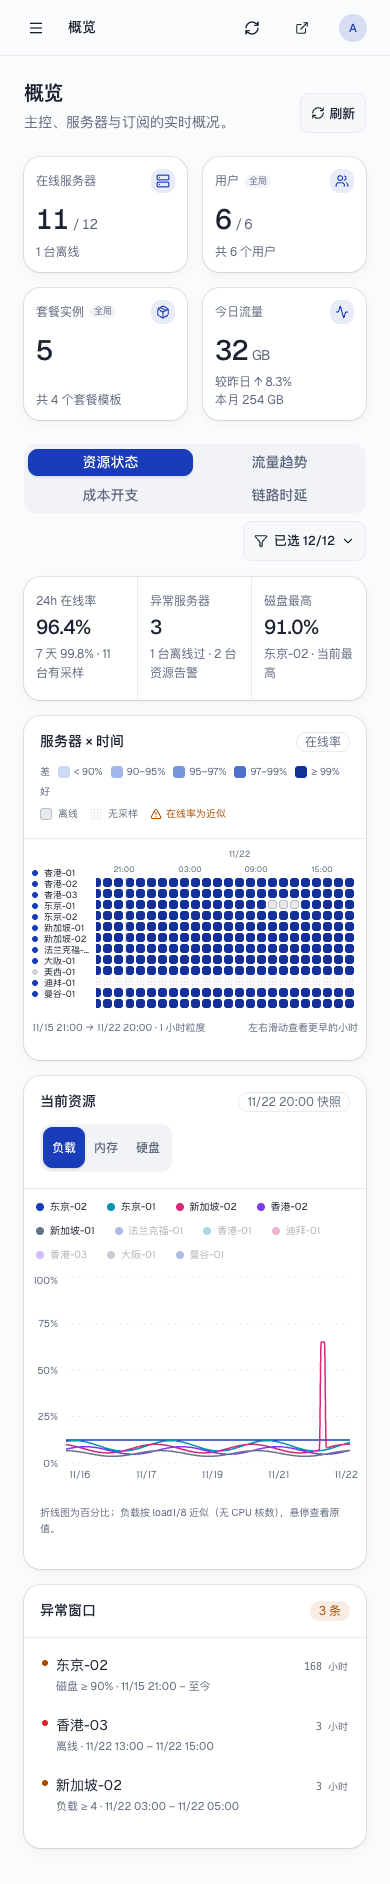 概览
A
概览
主控、服务器与订阅的实时概况。
刷新
在线服务器
11 / 12
1 台离线
用户 全局
6 / 6
共 6 个用户
套餐实例 全局
5
共 4 个套餐模板
今日流量
32 GB
较昨日 ↑ 8.3%
本月 254 GB
资源状态
流量趋势
成本开支
链路时延
已选 12/12
24h 在线率
96.4%
7 天 99.8% · 11
台有采样
异常服务器
3
1 台离线过 · 2 台
资源告警
磁盘最高
91.0%
东京-02 · 当前最
高
服务器 × 时间
在线率
差 < 90% 90–95% 95–97% 97–99% ≥ 99%
好
离线 无采样 在线率为近似
11/22
21:00 03:00 09:00 15:00
香港-01
香港-02
香港-03
东京-01
东京-02
新加坡-01
新加坡-02
法兰克福-…
大阪-01
美西-01
迪拜-01
曼谷-01
11/15 21:00 → 11/22 20:00 · 1 小时粒度
左右滑动查看更早的小时
当前资源
11/22 20:00 快照
负载 内存 硬盘
东京-02 东京-01 新加坡-02 香港-02
新加坡-01 法兰克福-01 香港-01 迪拜-01
香港-03 大阪-01 曼谷-01
100%
75%
50%
25%
0%
11/16 11/17 11/19 11/21 11/22
折线图为百分比；负载按 load1/8 近似（无 CPU 核数），悬停查看原
值。
异常窗口
3 条
东京-02
168 小时
磁盘 ≥ 90% · 11/15 21:00 – 至今
香港-03
3 小时
离线 · 11/22 13:00 – 11/22 15:00
新加坡-02
3 小时
负载 ≥ 4 · 11/22 03:00 – 11/22 05:00